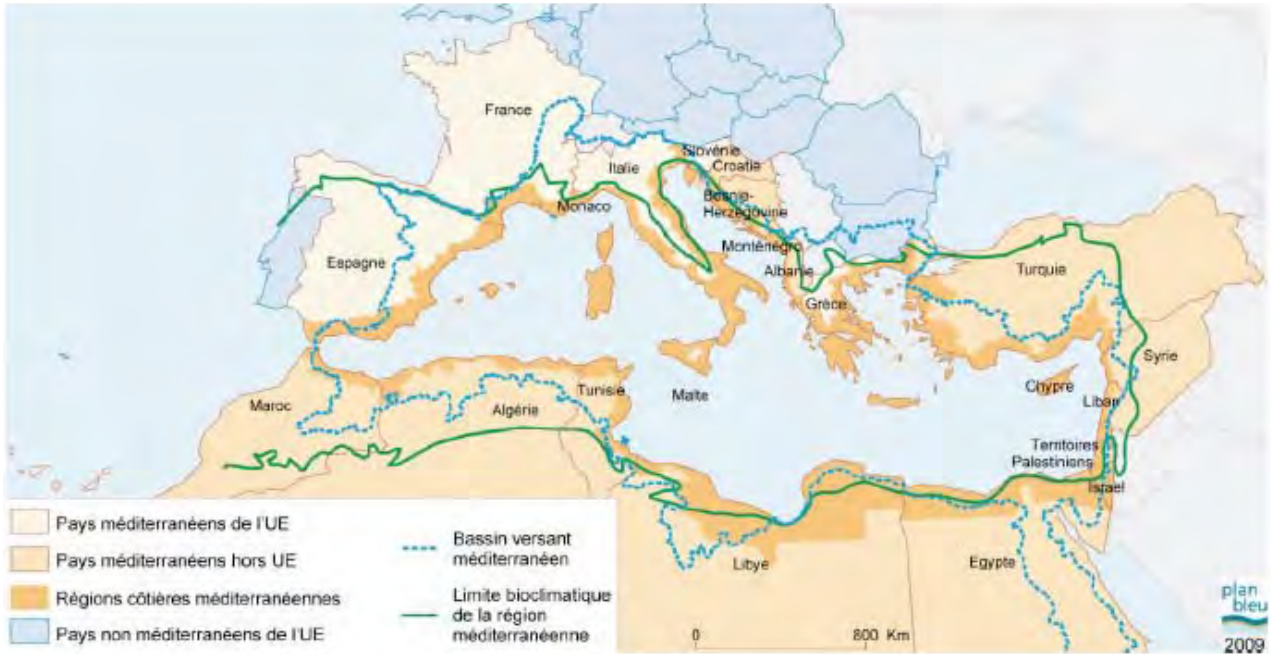 France
Slovénie
Croatie
Italie
Bosnie-
Herzégovine
Monaco
Monténégro
Albanie
Espagne
Turquie
Grèce
Syrie
Chypre
Liban
Tunisie
Malte
Maroc
Algérie
Territoires
Palestiniens
Israel
Libye
Egypte
Pays méditerranéens de l'UE
Pays méditerranéens hors UE
Régions côtières méditerranéennes
Pays non méditerranéens de l'UE
Bassin versant
méditerranéen
Limite bioclimatique
de la région
méditerranéenne
0 800 Km
plan
bleu
2009